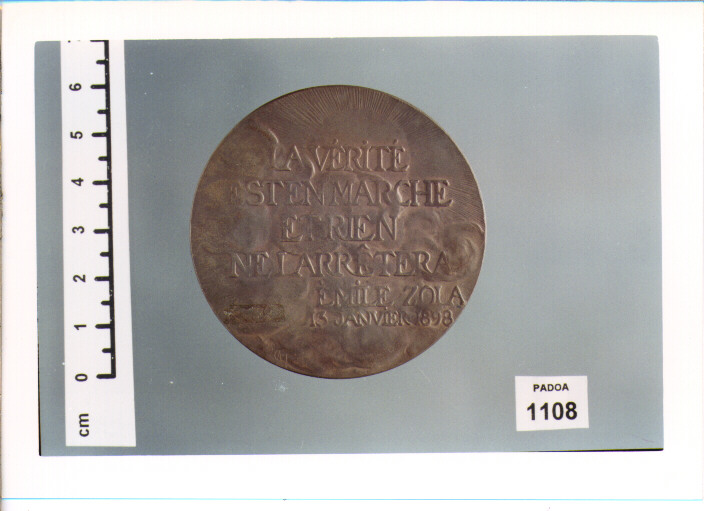 LA VÉRITÉ
EST EN MARCHE
ET RIEN
NE L'ARRÊTERA
ÉMILE ZOLA
13 JANVIER 1898
cm 0 1 2 3 4 5 6 7
PADOA
1108